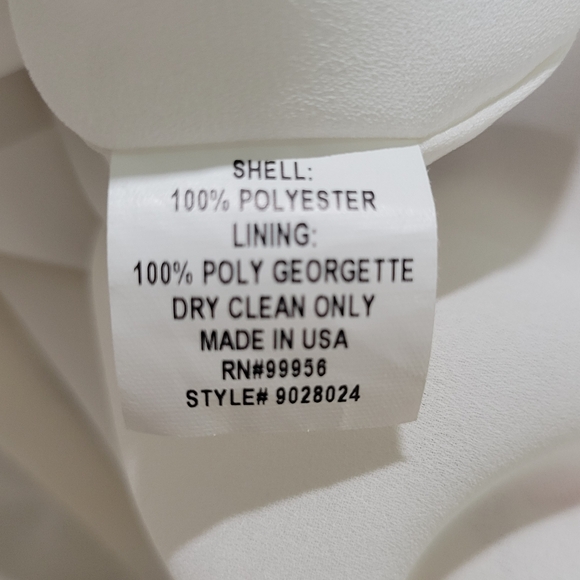 SHELL:
100% POLYESTER
LINING:
100% POLY GEORGETTE
DRY CLEAN ONLY
MADE IN USA
RN#99956
STYLE# 9028024